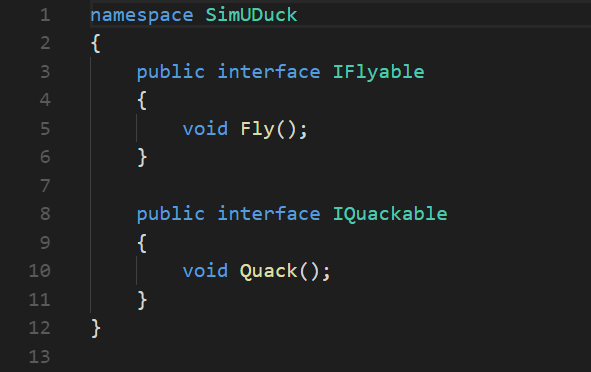 1 namespace SimUDuck
2 {
3     public interface IFlyable
4     {
5         void Fly();
6     }
7
8     public interface IQuackable
9     {
10         void Quack();
11     }
12 }
13